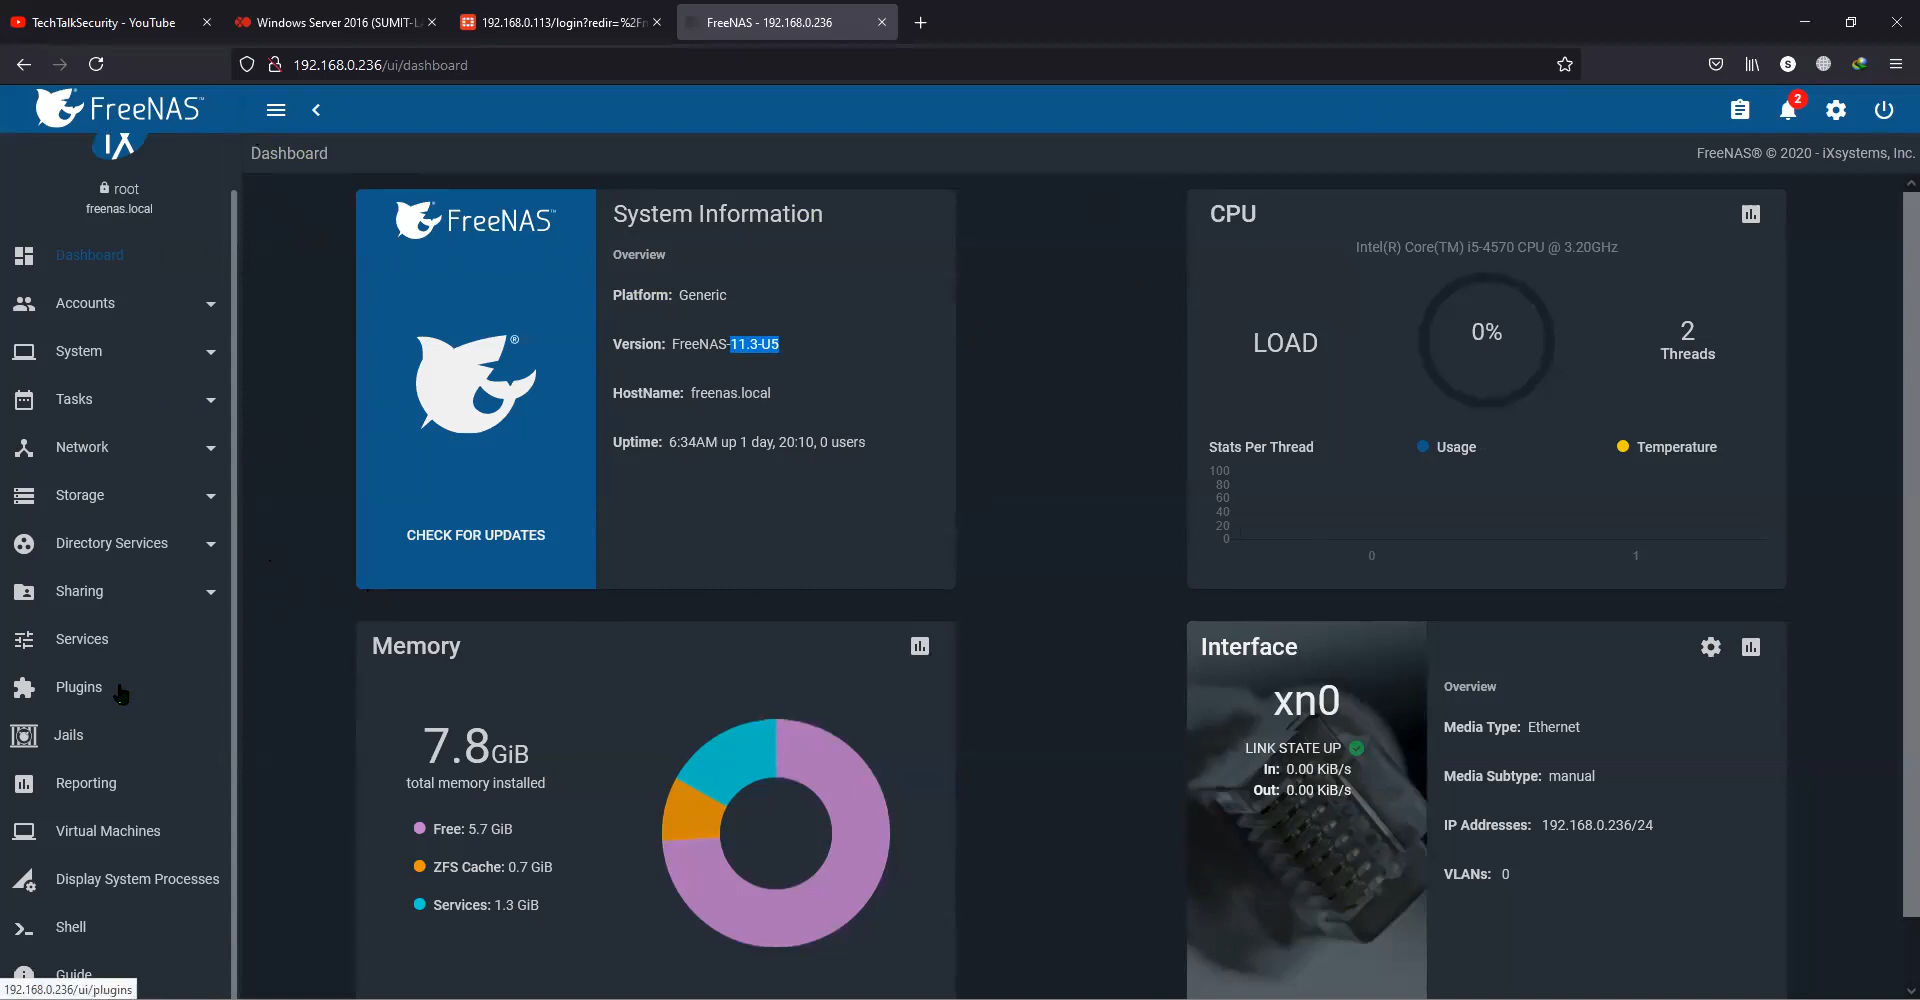 TechTalkSecurity - YouTube
Windows Server 2016 (SUMIT-L
192.168.0.113/login?redir=%2Fn
FreeNAS - 192.168.0.236
192.168.0.236/ui/dashboard
FreeNAS™
2
iX
root
freenas.local
Dashboard
FreeNAS® © 2020 - iXsystems, Inc.
Dashboard
Accounts
System
Tasks
Network
Storage
Directory Services
Sharing
Services
Plugins
Jails
Reporting
Virtual Machines
Display System Processes
Shell
Guide
192.168.0.236/ui/plugins
FreeNAS™
®
CHECK FOR UPDATES
System Information
Overview
Platform: Generic
Version: FreeNAS-11.3-U5
HostName: freenas.local
Uptime: 6:34AM up 1 day, 20:10, 0 users
CPU
Intel(R) Core(TM) i5-4570 CPU @ 3.20GHz
LOAD
0%
2
Threads
Stats Per Thread
Usage
Temperature
100
80
60
40
20
0
0
1
Memory
7.8GiB
total memory installed
Free: 5.7 GiB
ZFS Cache: 0.7 GiB
Services: 1.3 GiB
Interface
xn0
LINK STATE UP
In: 0.00 KiB/s
Out: 0.00 KiB/s
Overview
Media Type: Ethernet
Media Subtype: manual
IP Addresses: 192.168.0.236/24
VLANs: 0